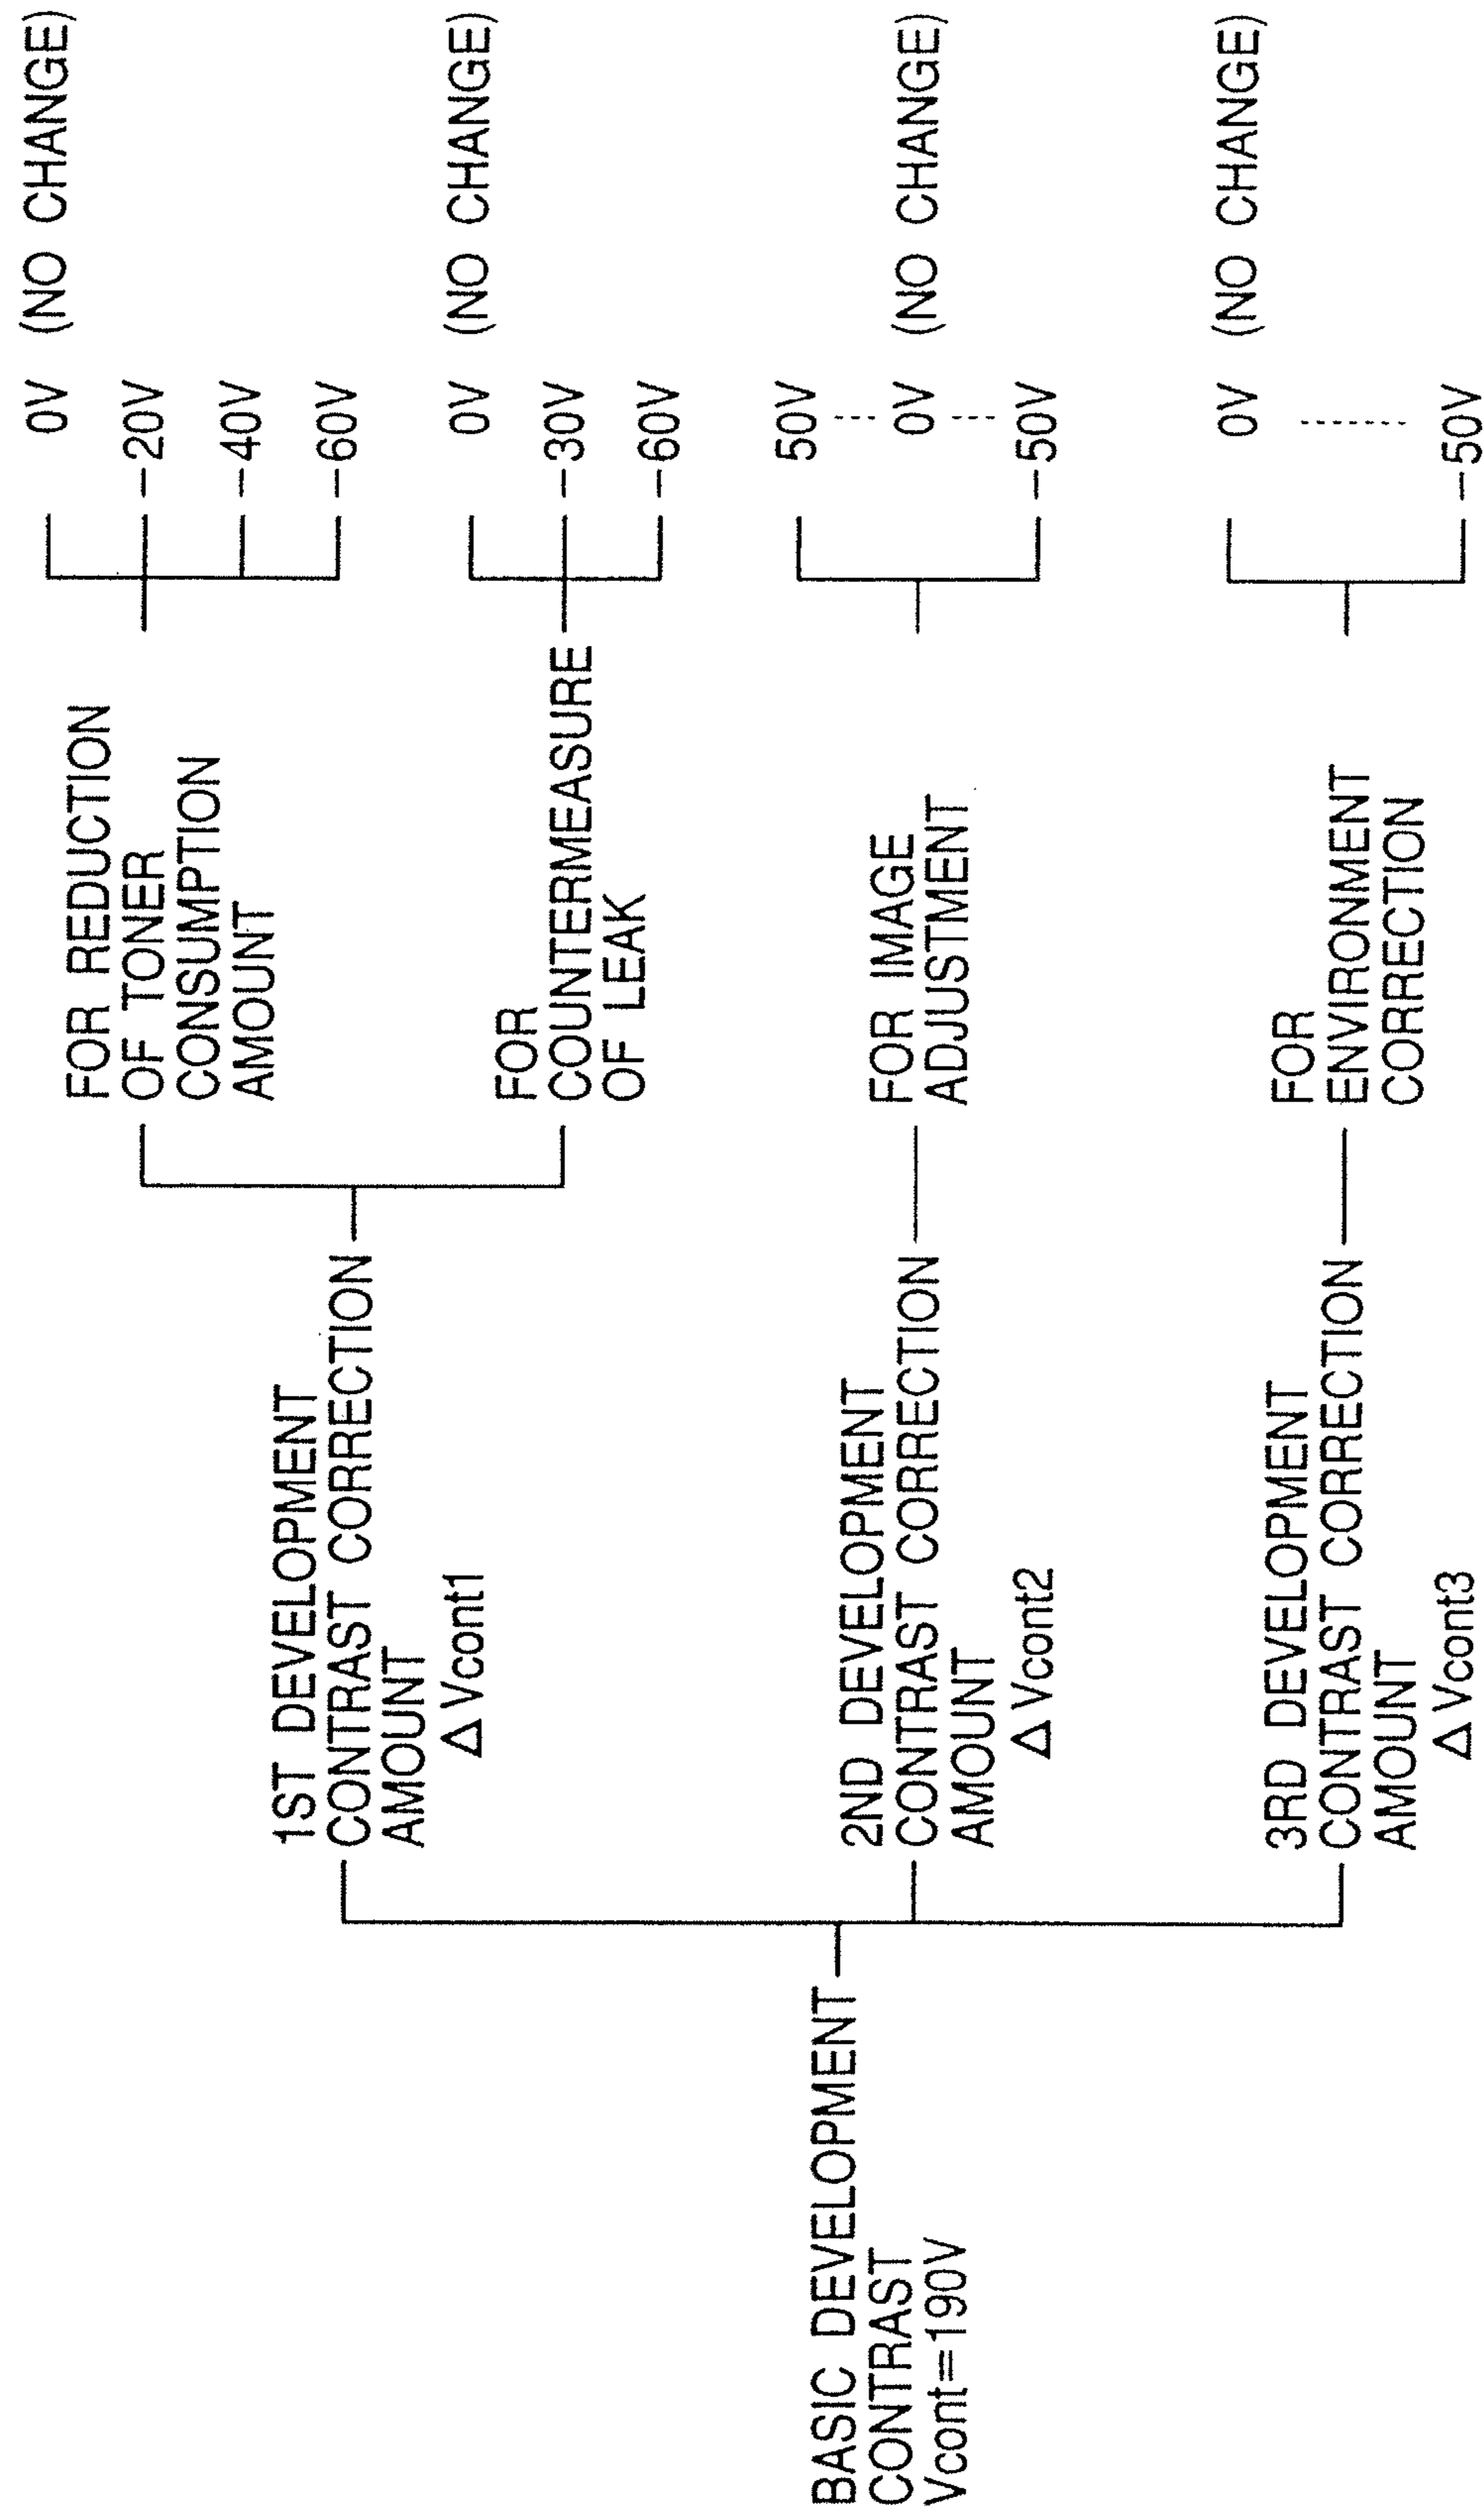 BASIC DEVELOPMENT
CONTRAST
Vcont=190V
1ST DEVELOPMENT
CONTRAST CORRECTION
AMOUNT
Δ Vcont1
FOR REDUCTION
OF TONER
CONSUMPTION
AMOUNT
0V (NO CHANGE)
-20V
-40V
-60V
FOR
COUNTERMEASURE
OF LEAK
0V (NO CHANGE)
-30V
-60V
2ND DEVELOPMENT
CONTRAST CORRECTION
AMOUNT
Δ Vcont2
FOR IMAGE
ADJUSTMENT
50V
0V (NO CHANGE)
-50V
3RD DEVELOPMENT
CONTRAST CORRECTION
AMOUNT
Δ Vcont3
FOR
ENVIRONMENT
CORRECTION
0V (NO CHANGE)
-50V